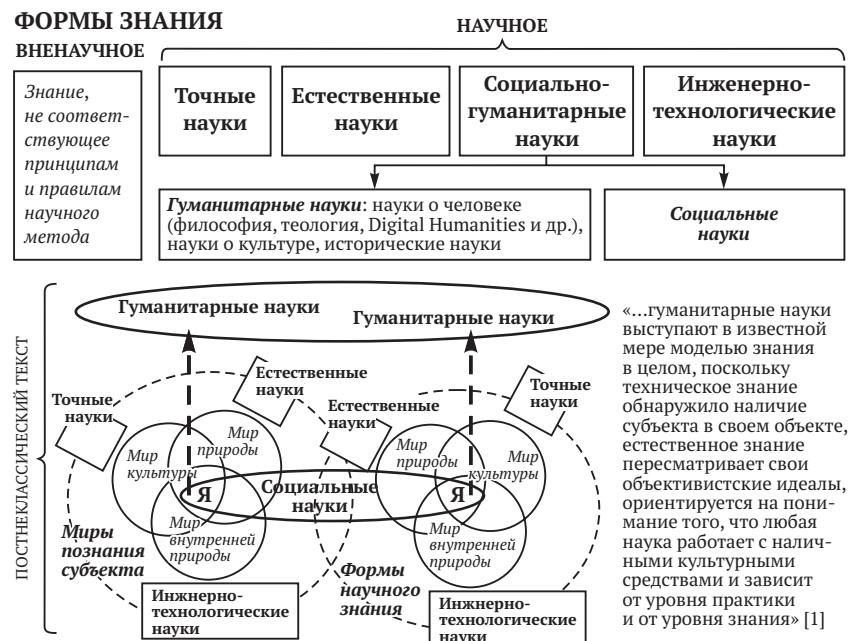 ФОРМЫ ЗНАНИЯ
ВНЕНАУЧНОЕ
НАУЧНОЕ
Знание,
не соответ-
ствующее
принципам
и правилам
научного
метода
Точные
науки
Естественные
науки
Социально-
гуманитарные
науки
Инженерно-
технологические
науки
Гуманитарные науки: науки о человеке
(философия, теология, Digital Humanities и др.),
науки о культуре, исторические науки
Социальные
науки
ПОСТНЕКЛАССИЧЕСКИЙ ТЕКСТ
Гуманитарные науки
Гуманитарные науки
Точные
науки
Естественные
науки
Естественные
науки
Точные
науки
Мир
культуры
Мир
природы
Мир
природы
Мир
культуры
Я
Социальные
науки
Я
Мир
внутренней
природы
Мир
внутренней
природы
Миры
познания
субъекта
Формы
научного
знания
Инжнерно-
технологические
науки
Инжнерно-
технологические
науки
«…гуманитарные науки
выступают в известной
мере моделью знания
в целом, поскольку
техническое знание
обнаружило наличие
субъекта в своем объекте,
естественное знание
пересматривает свои
объективистские идеалы,
ориентируется на пони-
мание того, что любая
наука работает с налич-
ными культурными
средствами и зависит
от уровня практики
и от уровня знания» [1]